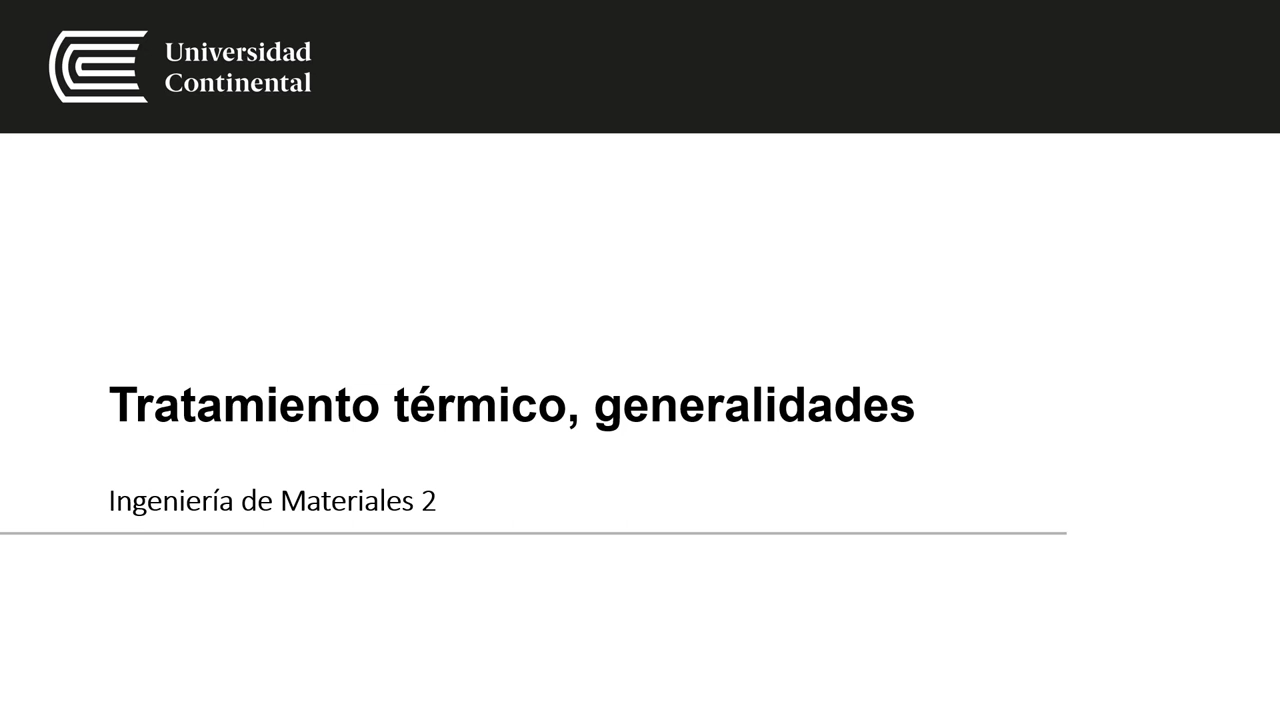 Universidad
Continental
Tratamiento térmico, generalidades
Ingeniería de Materiales 2